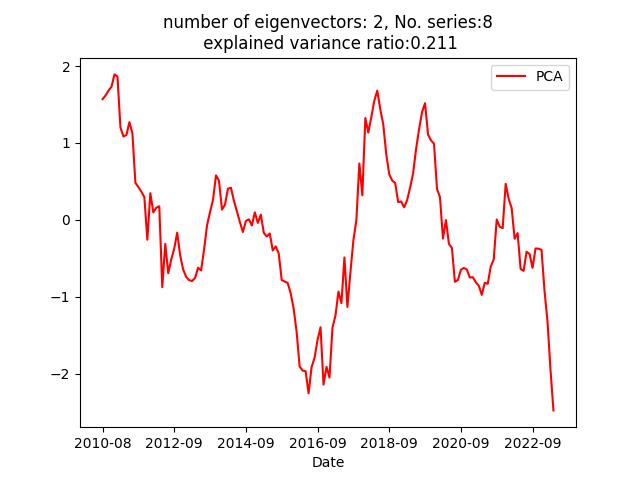 number of eigenvectors: 2, No. series:8
explained variance ratio:0.211
PCA
2
1
0
−1
−2
2010-08 2012-09 2014-09 2016-09 2018-09 2020-09 2022-09
Date